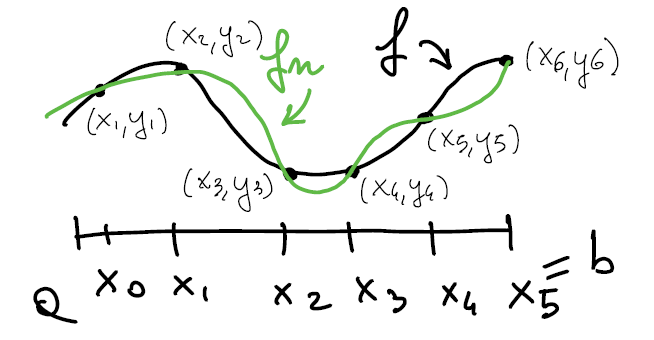 (x₂,y₂)
fn
f
(x₆,y₆)
(x₁,y₁)
(x₅,y₅)
(x₃,y₃)
(x₄,y₄)
a x₀ x₁ x₂ x₃ x₄ x₅ = b